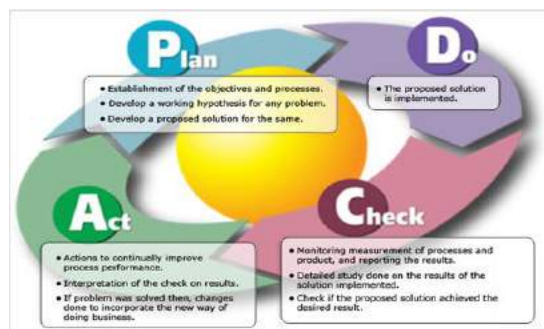 Plan
• Establishment of the objectives and processes.
• Develop a working hypothesis for any problem.
• Develop a proposed solution for the same.
Do
• The proposed solution
is implemented.
Check
• Monitoring measurement of processes and
product, and reporting the results.
• Detailed study done on the results of the
solution implemented.
• Check if the proposed solution achieved the
desired result.
Act
• Actions to continually improve
process performance.
• Interpretation of the check on results.
• If problem was solved then, changes
done to incorporate the new way of
doing business.